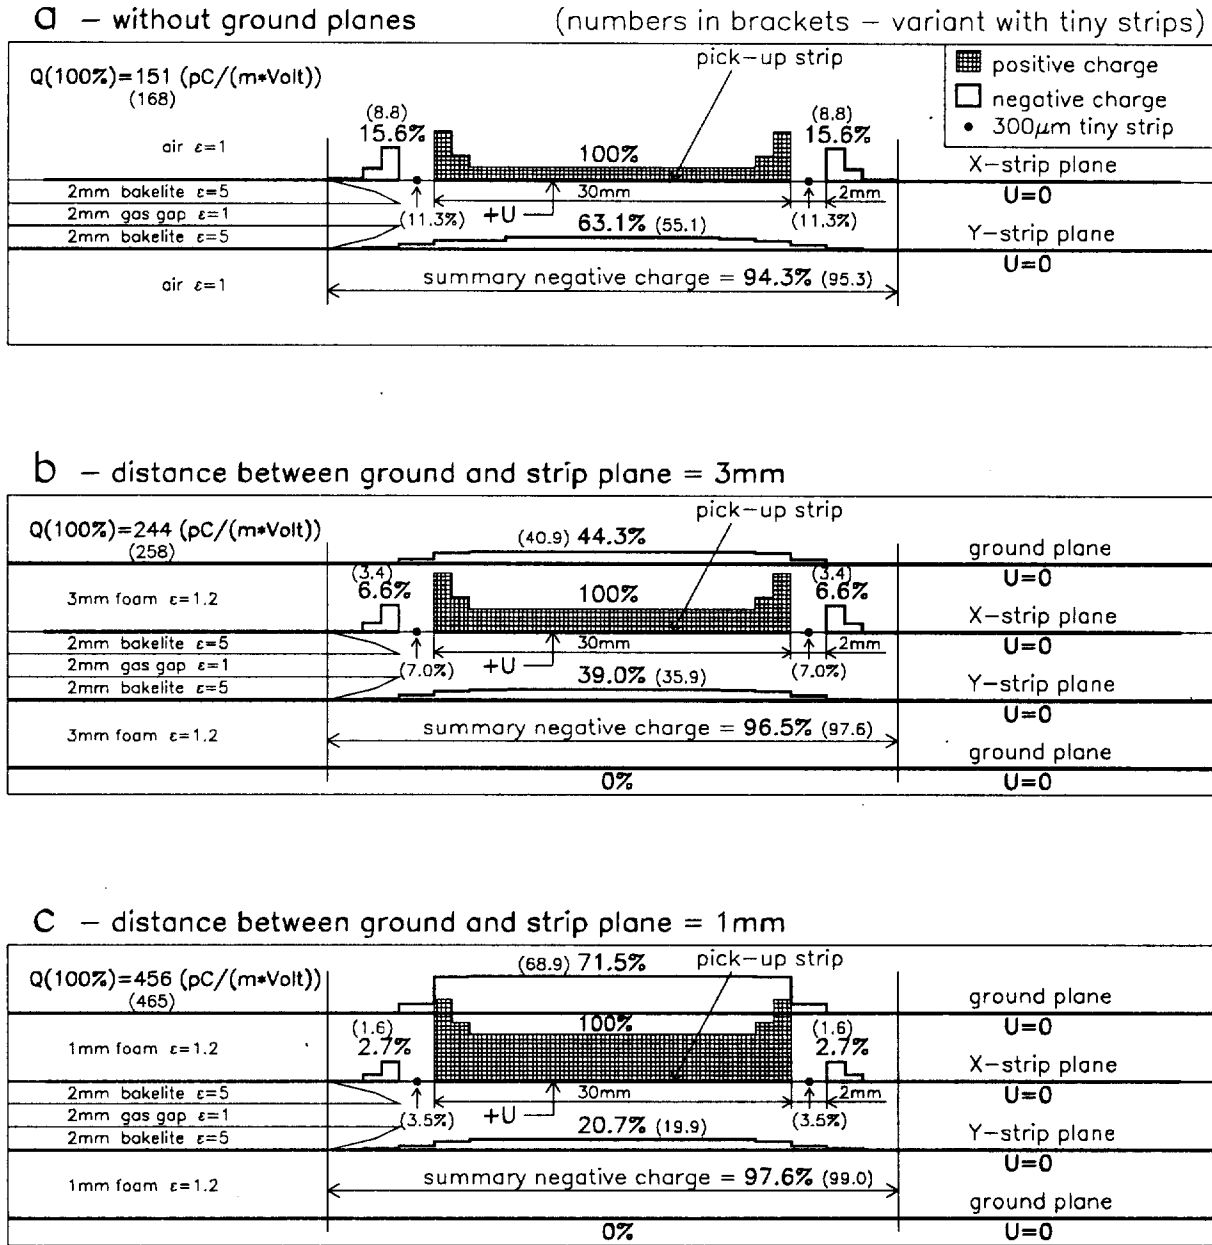 a – without ground planes (numbers in brackets – variant with tiny strips)
pick–up strip
positive charge
negative charge
300μm tiny strip
Q(100%)=151 (pC/(m*Volt))
(168)
(8.8)
15.6%
(8.8)
15.6%
air ε=1
100%
X–strip plane
U=0
2mm bakelite ε=5
30mm
2mm
2mm gas gap ε=1
(11.3%)
+U
(11.3%)
2mm bakelite ε=5
63.1% (55.1)
Y–strip plane
U=0
air ε=1
summary negative charge = 94.3% (95.3)
b – distance between ground and strip plane = 3mm
pick–up strip
Q(100%)=244 (pC/(m*Volt))
(258)
(40.9) 44.3%
ground plane
U=0
(3.4)
6.6%
(3.4)
6.6%
3mm foam ε=1.2
100%
X–strip plane
U=0
2mm bakelite ε=5
30mm
2mm
2mm gas gap ε=1
(7.0%)
+U
(7.0%)
2mm bakelite ε=5
39.0% (35.9)
Y–strip plane
U=0
3mm foam ε=1.2
summary negative charge = 96.5% (97.6)
ground plane
0%
U=0
c – distance between ground and strip plane = 1mm
(68.9) 71.5%
pick–up strip
Q(100%)=456 (pC/(m*Volt))
(465)
ground plane
U=0
(1.6)
2.7%
(1.6)
2.7%
1mm foam ε=1.2
100%
X–strip plane
U=0
2mm bakelite ε=5
30mm
2mm
2mm gas gap ε=1
(3.5%)
+U
(3.5%)
2mm bakelite ε=5
20.7% (19.9)
Y–strip plane
U=0
1mm foam ε=1.2
summary negative charge = 97.6% (99.0)
ground plane
0%
U=0